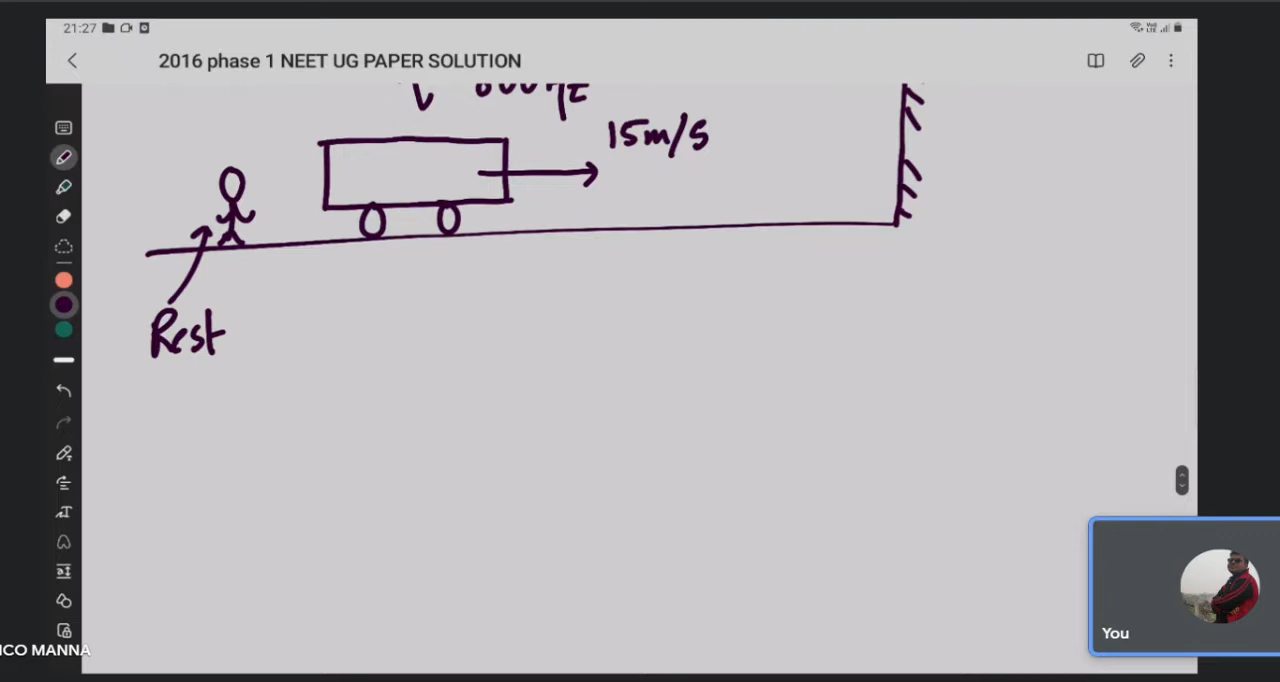 21:27
2016 phase 1 NEET UG PAPER SOLUTION
15m/s
Rest
You
ICO MANNA